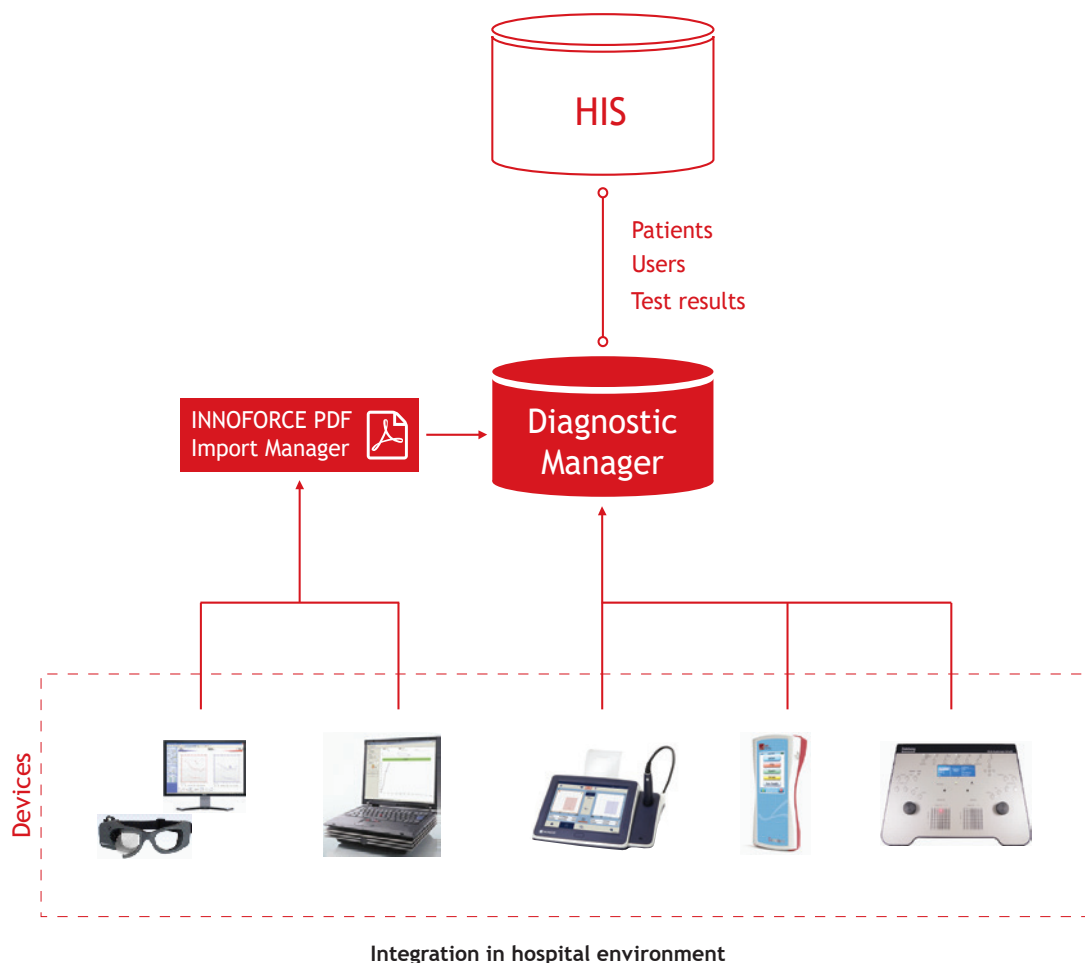 HIS
Patients
Users
Test results
INNOFORCE PDF
Import Manager
Diagnostic
Manager
Devices
Integration in hospital environment